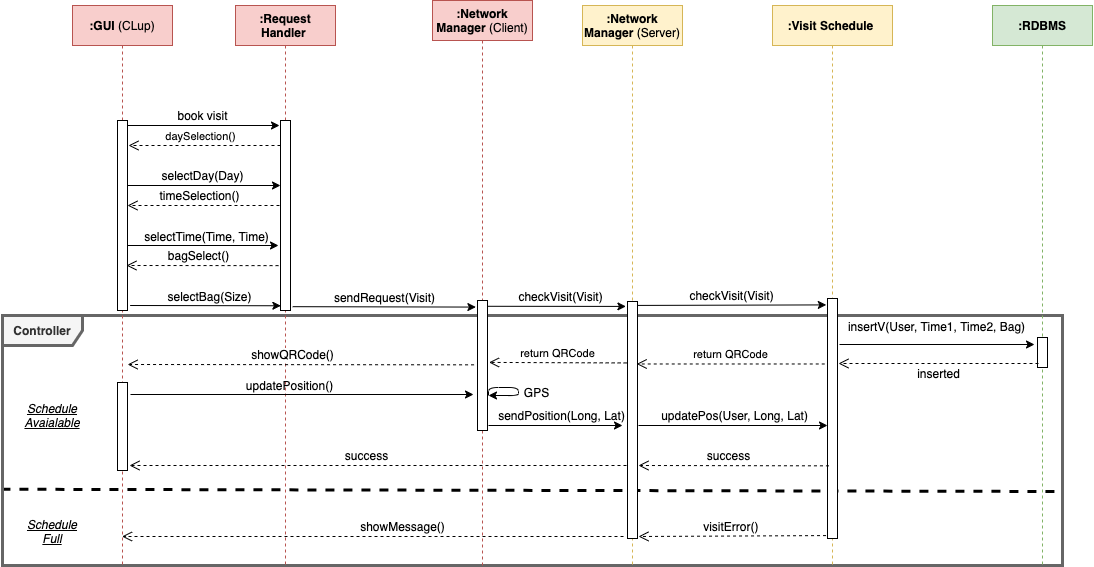 :GUI (CLup)
:Request
Handler
:Network
Manager (Client)
:Network
Manager (Server)
:Visit Schedule
:RDBMS
book visit
daySelection()
selectDay(Day)
timeSelection()
selectTime(Time, Time)
bagSelect()
selectBag(Size)
sendRequest(Visit)
checkVisit(Visit)
checkVisit(Visit)
Controller
insertV(User, Time1, Time2, Bag)
showQRCode()
return QRCode
return QRCode
inserted
updatePosition()
GPS
Schedule
Avaialable
sendPosition(Long, Lat)
updatePos(User, Long, Lat)
success
success
Schedule
Full
showMessage()
visitError()